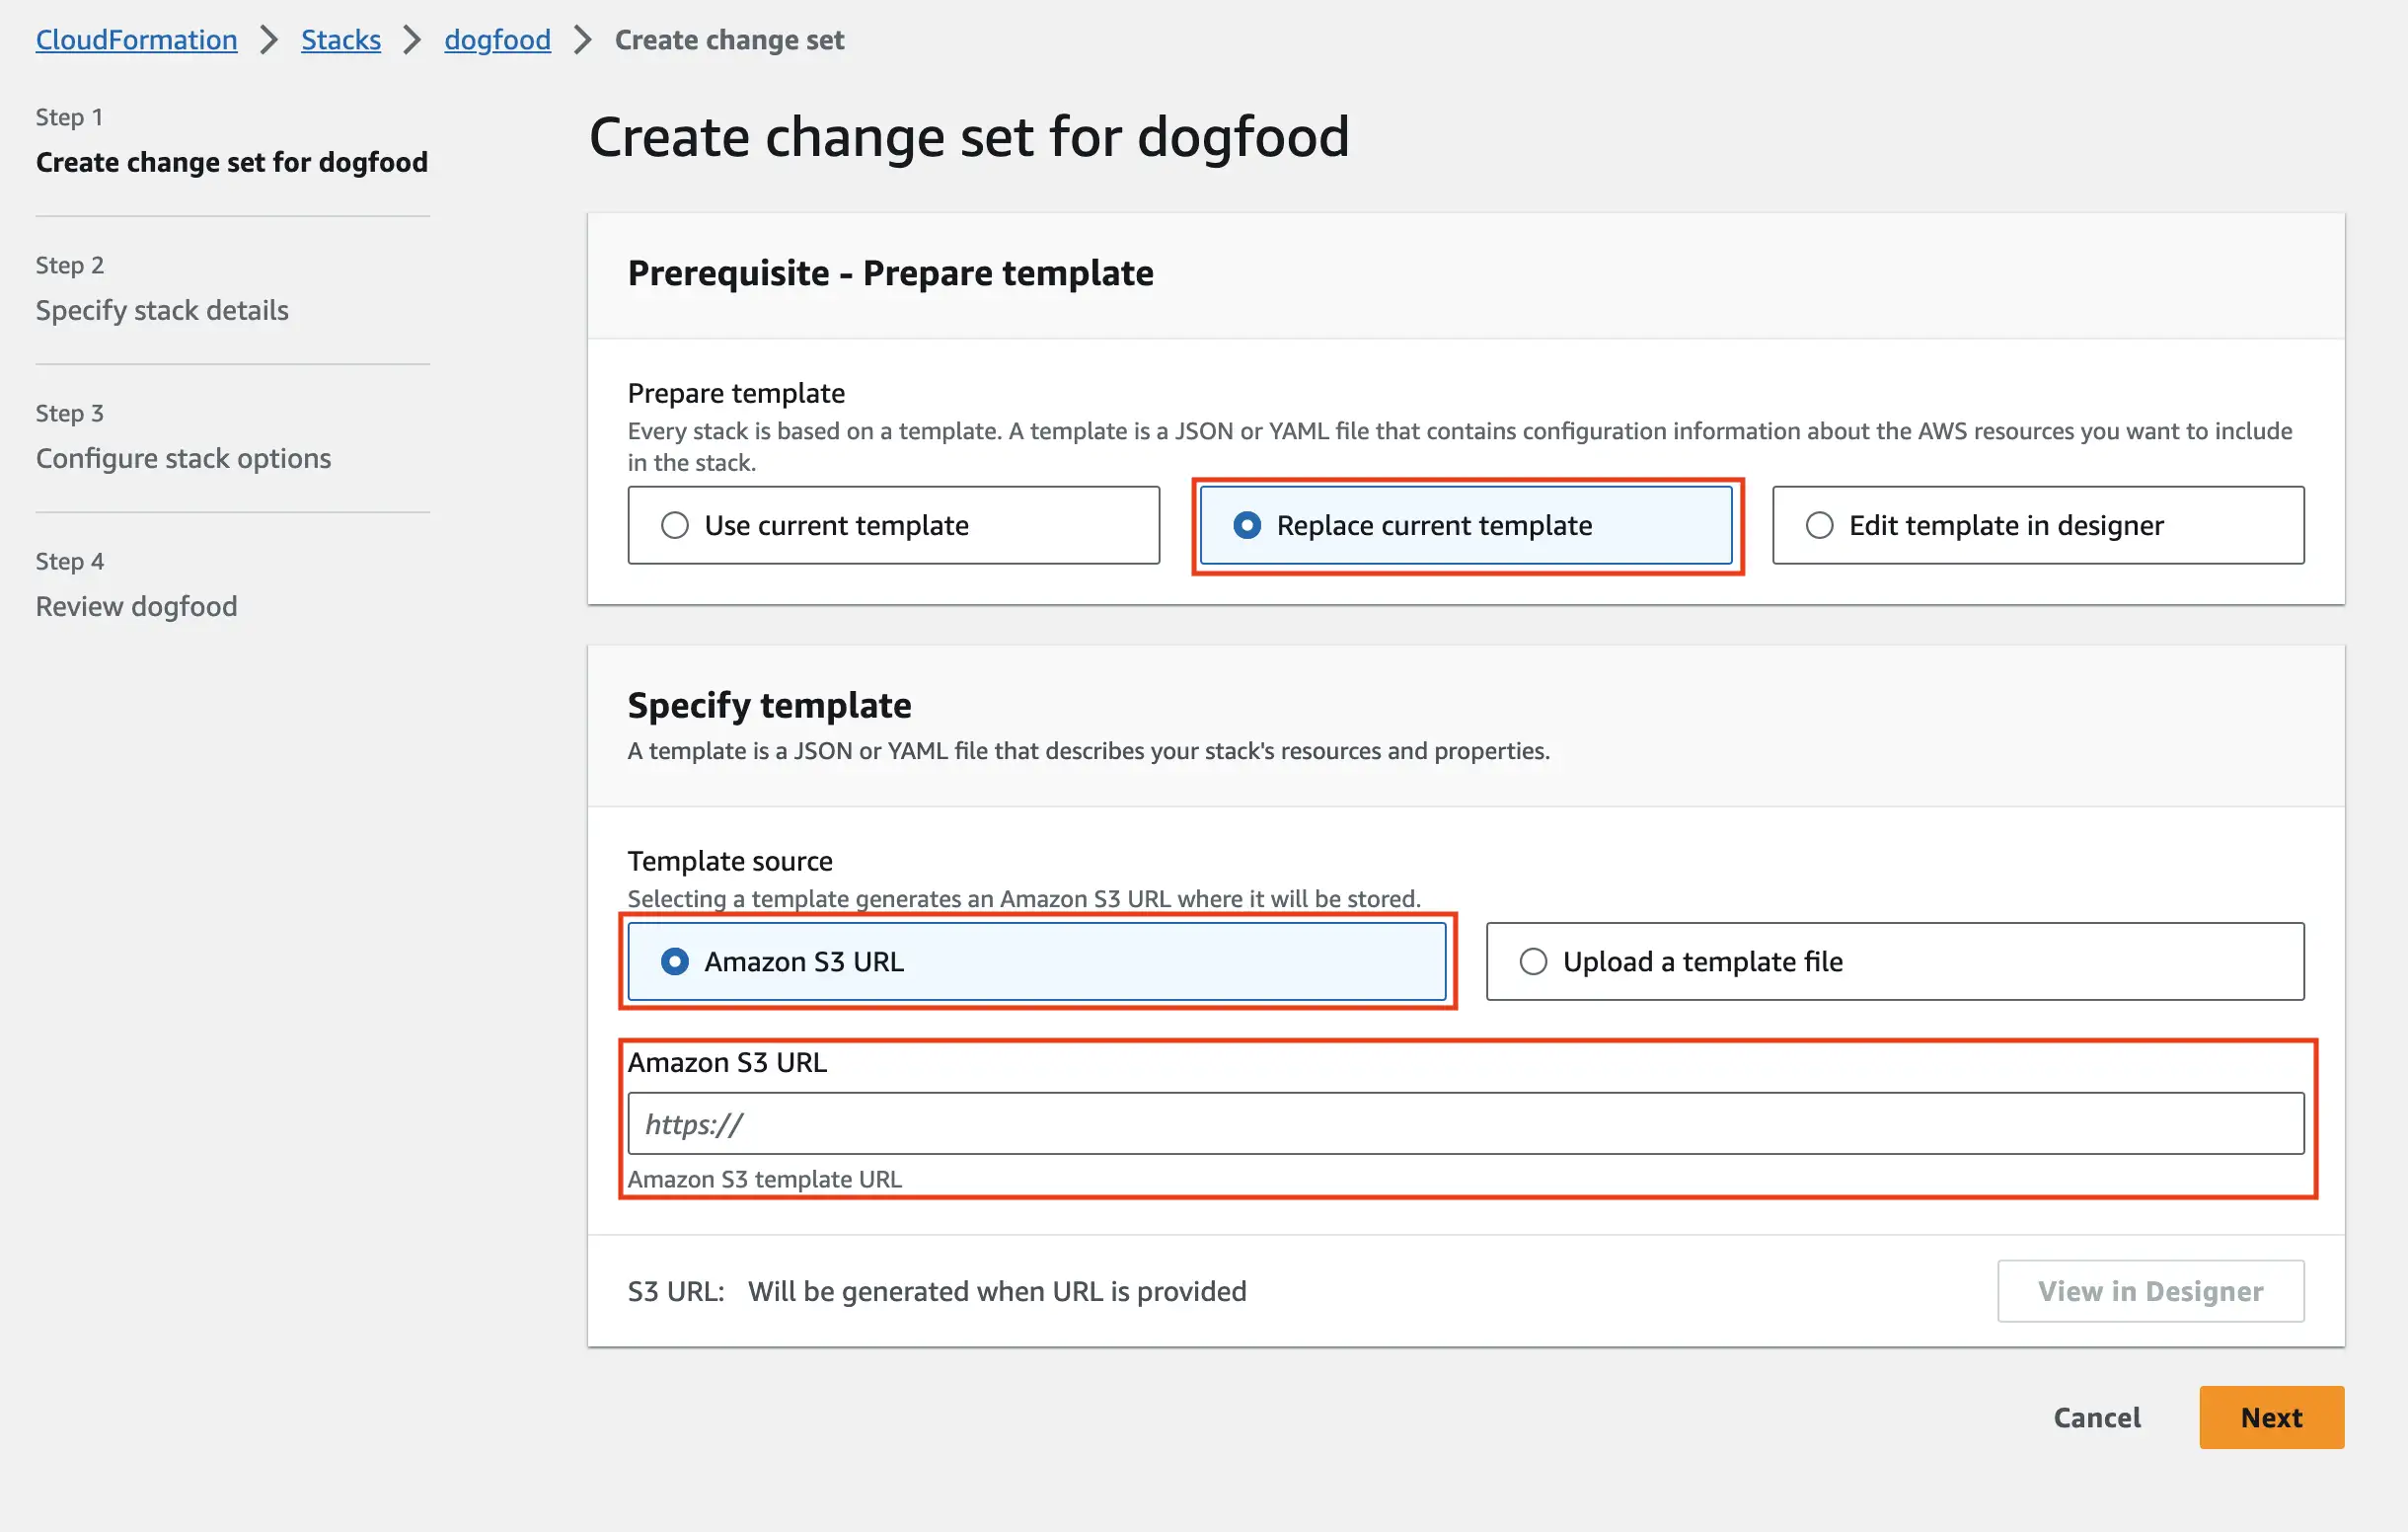 CloudFormation > Stacks > dogfood > Create change set
Step 1
Create change set for dogfood
Step 2
Specify stack details
Step 3
Configure stack options
Step 4
Review dogfood
Create change set for dogfood
Prerequisite - Prepare template
Prepare template
Every stack is based on a template. A template is a JSON or YAML file that contains configuration information about the AWS resources you want to include
in the stack.
Use current template
Replace current template
Edit template in designer
Specify template
A template is a JSON or YAML file that describes your stack's resources and properties.
Template source
Selecting a template generates an Amazon S3 URL where it will be stored.
Amazon S3 URL
Upload a template file
Amazon S3 URL
https://
Amazon S3 template URL
S3 URL: Will be generated when URL is provided
View in Designer
Cancel
Next